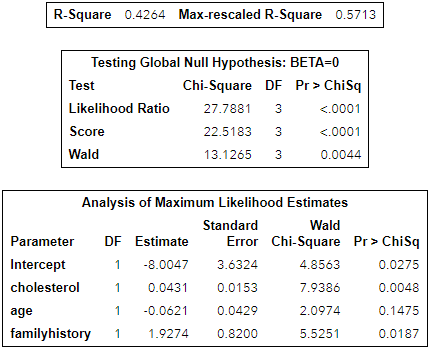 R-Square 0.4264 Max-rescaled R-Square 0.5713
Testing Global Null Hypothesis: BETA=0
Test Chi-Square DF Pr > ChiSq
Likelihood Ratio 27.7881 3 <.0001
Score 22.5183 3 <.0001
Wald 13.1265 3 0.0044
Analysis of Maximum Likelihood Estimates
Parameter DF Estimate Standard Error Wald Chi-Square Pr > ChiSq
Intercept 1 -8.0047 3.6324 4.8563 0.0275
cholesterol 1 0.0431 0.0153 7.9386 0.0048
age 1 -0.0621 0.0429 2.0974 0.1475
familyhistory 1 1.9274 0.8200 5.5251 0.0187